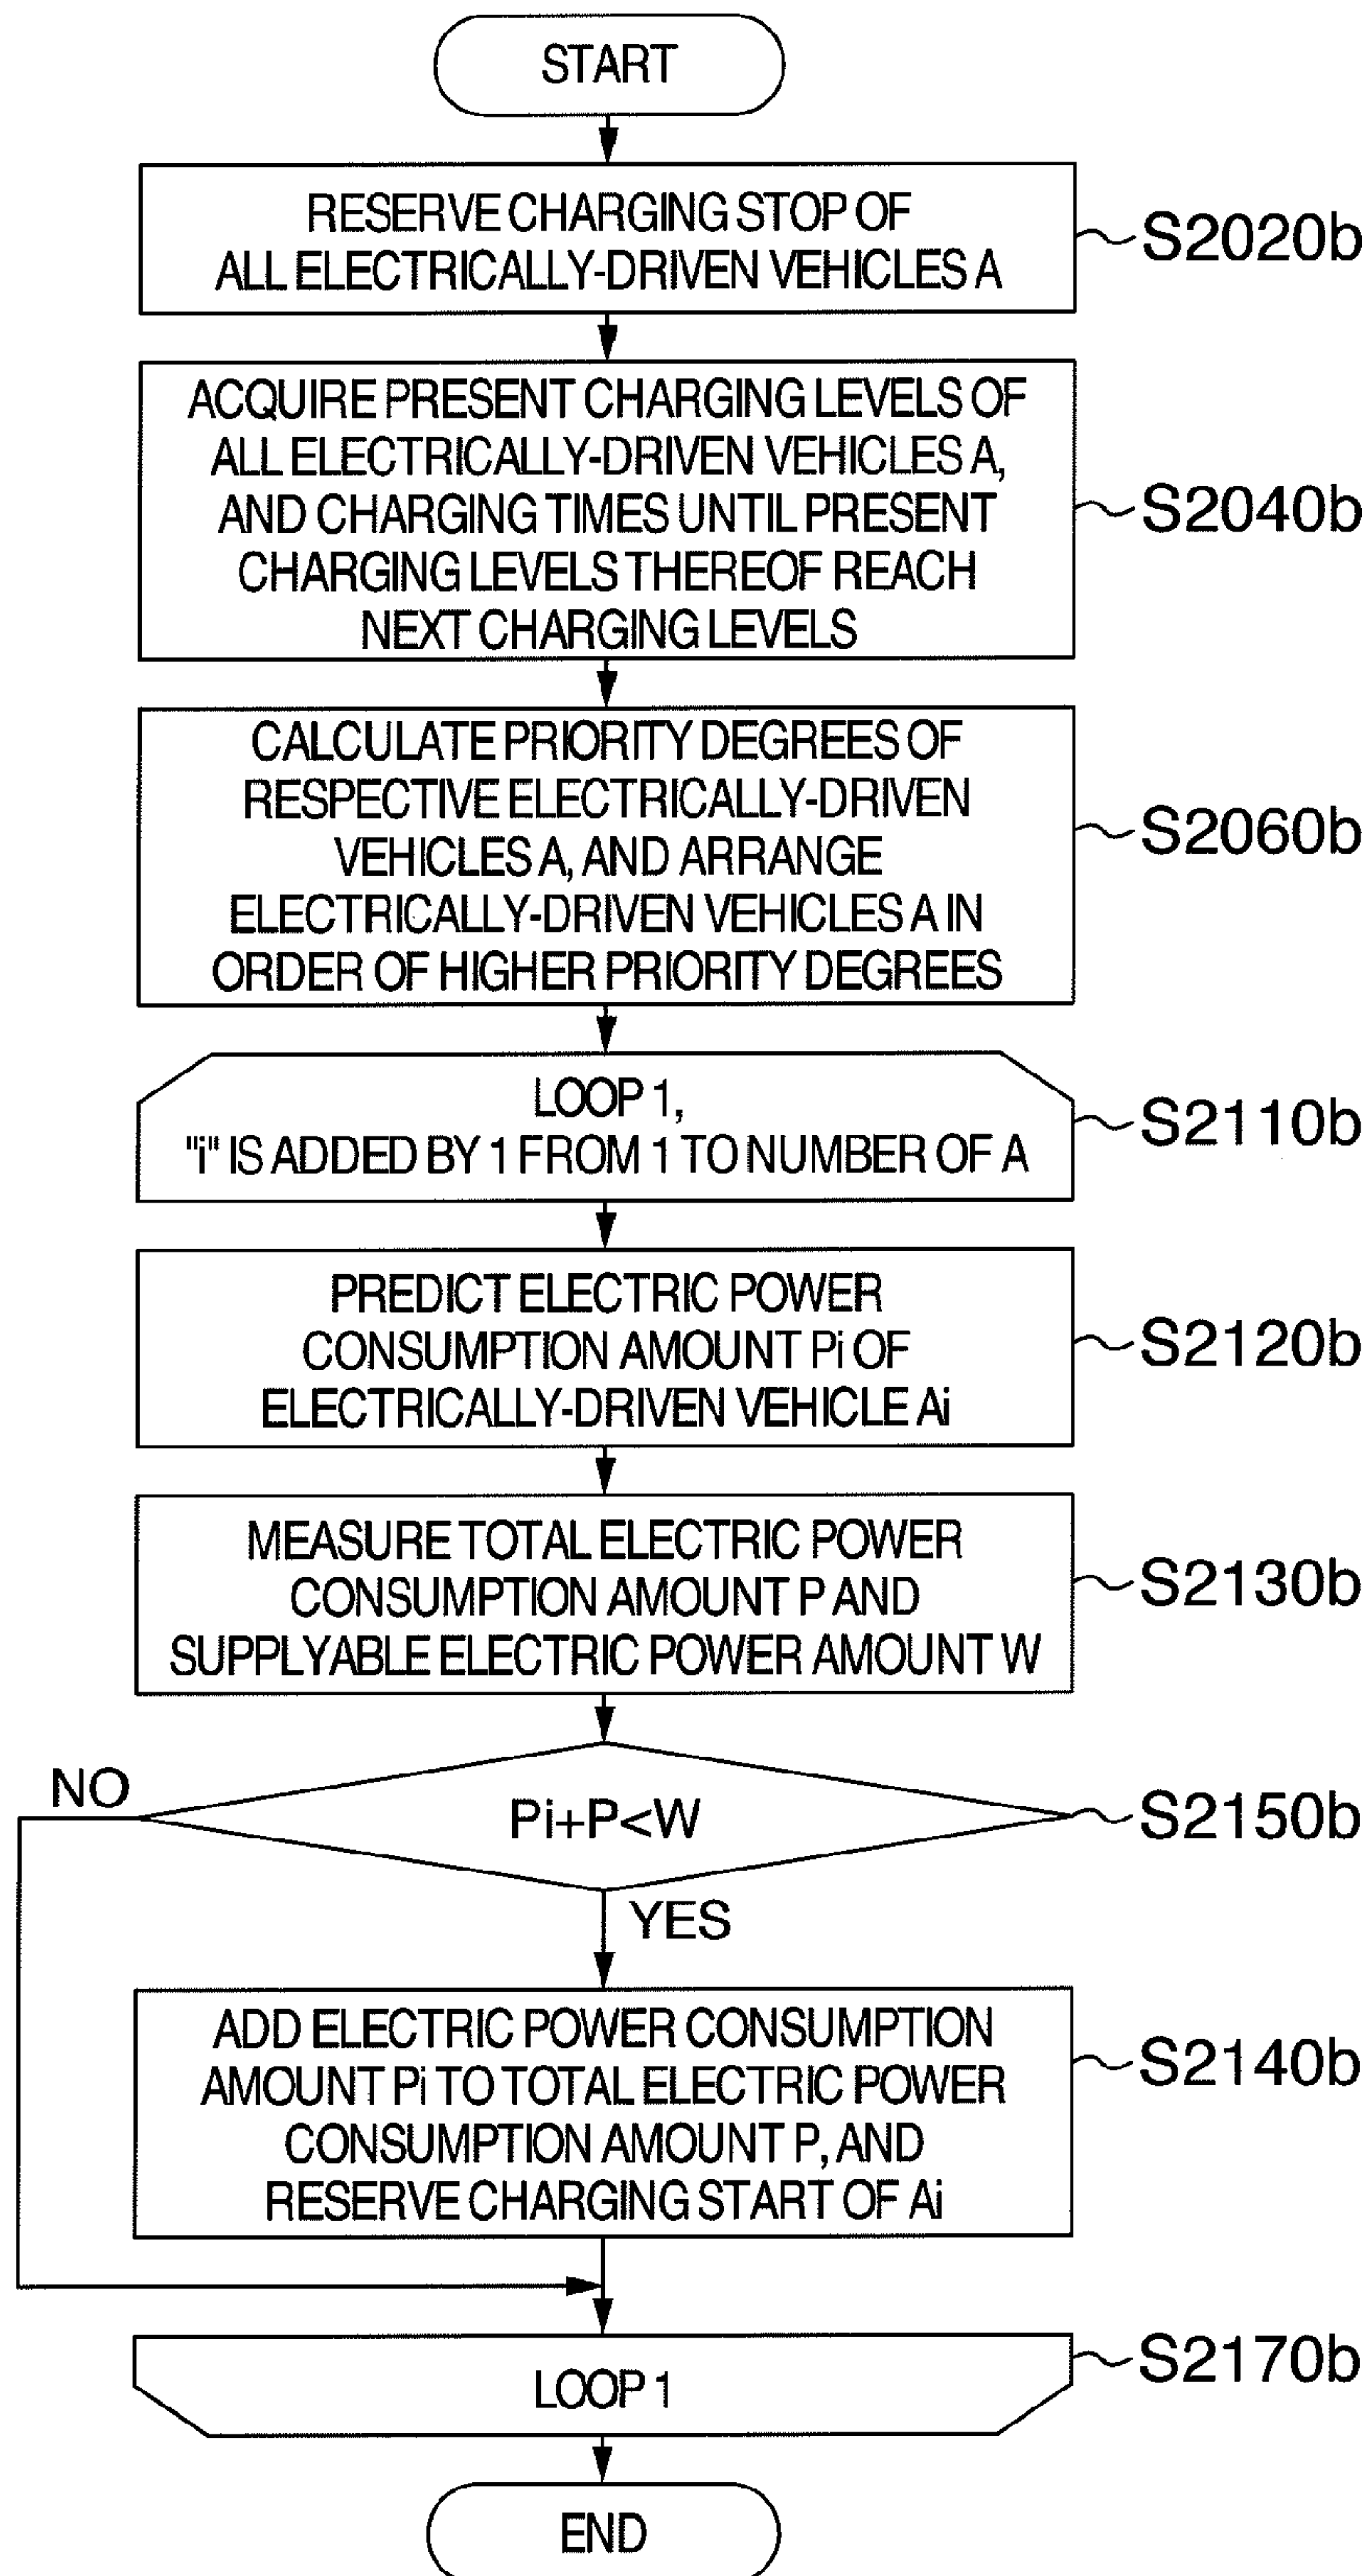 START
RESERVE CHARGING STOP OF
ALL ELECTRICALLY-DRIVEN VEHICLES A
S2020b
ACQUIRE PRESENT CHARGING LEVELS OF
ALL ELECTRICALLY-DRIVEN VEHICLES A,
AND CHARGING TIMES UNTIL PRESENT
CHARGING LEVELS THEREOF REACH
NEXT CHARGING LEVELS
S2040b
CALCULATE PRIORITY DEGREES OF
RESPECTIVE ELECTRICALLY-DRIVEN
VEHICLES A, AND ARRANGE
ELECTRICALLY-DRIVEN VEHICLES A IN
ORDER OF HIGHER PRIORITY DEGREES
S2060b
LOOP 1,
"i" IS ADDED BY 1 FROM 1 TO NUMBER OF A
S2110b
PREDICT ELECTRIC POWER
CONSUMPTION AMOUNT Pi OF
ELECTRICALLY-DRIVEN VEHICLE Ai
S2120b
MEASURE TOTAL ELECTRIC POWER
CONSUMPTION AMOUNT P AND
SUPPLYABLE ELECTRIC POWER AMOUNT W
S2130b
NO
Pi+P<W
S2150b
YES
ADD ELECTRIC POWER CONSUMPTION
AMOUNT Pi TO TOTAL ELECTRIC POWER
CONSUMPTION AMOUNT P, AND
RESERVE CHARGING START OF Ai
S2140b
LOOP 1
S2170b
END